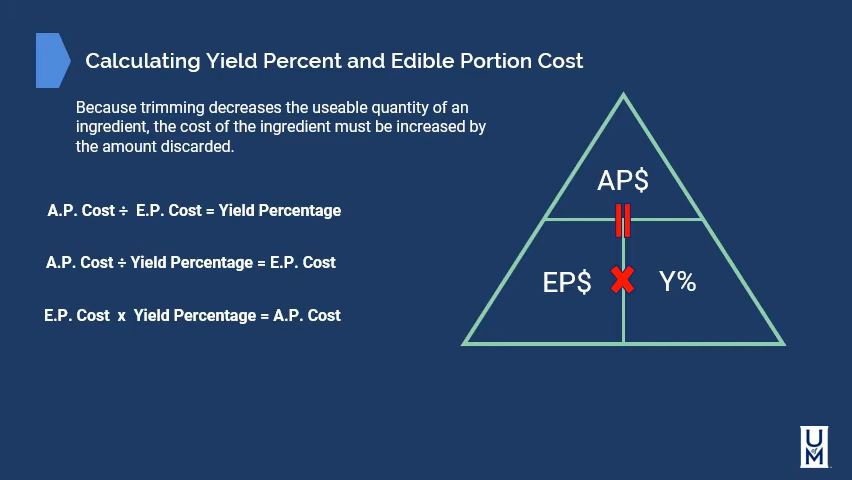 Calculating Yield Percent and Edible Portion Cost
Because trimming decreases the useable quantity of an
ingredient, the cost of the ingredient must be increased by
the amount discarded.
A.P. Cost ÷ E.P. Cost = Yield Percentage
A.P. Cost ÷ Yield Percentage = E.P. Cost
E.P. Cost x Yield Percentage = A.P. Cost
AP$
EP$ Y%
U
of
M